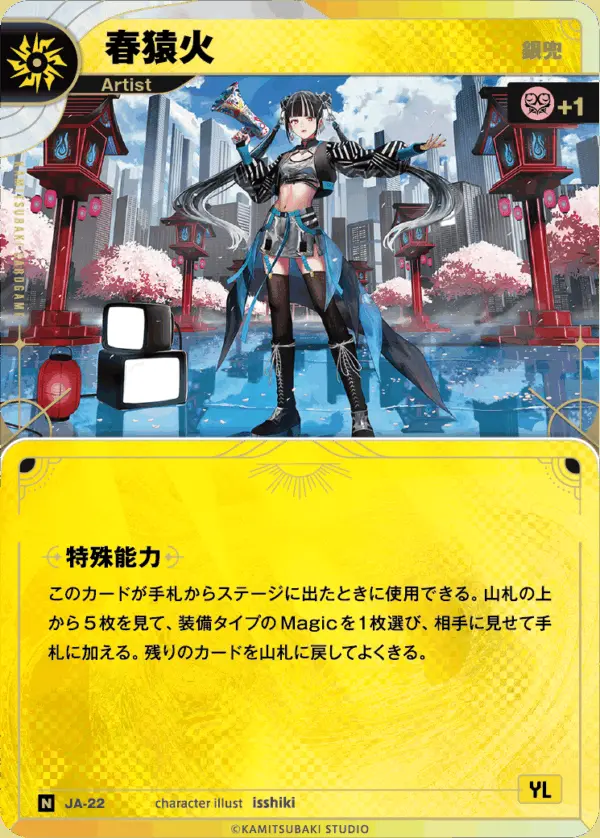 春猿火
銀兜
Artist
+1
特殊能力
このカードが手札からステージに出たときに使用できる。山札の上
から5枚を見て、装備タイプのMagicを1枚選び、相手に見せて手
札に加える。残りのカードを山札に戻してよくきる。
YL
N JA-22 character illust isshiki
©KAMITSUBAKI STUDIO